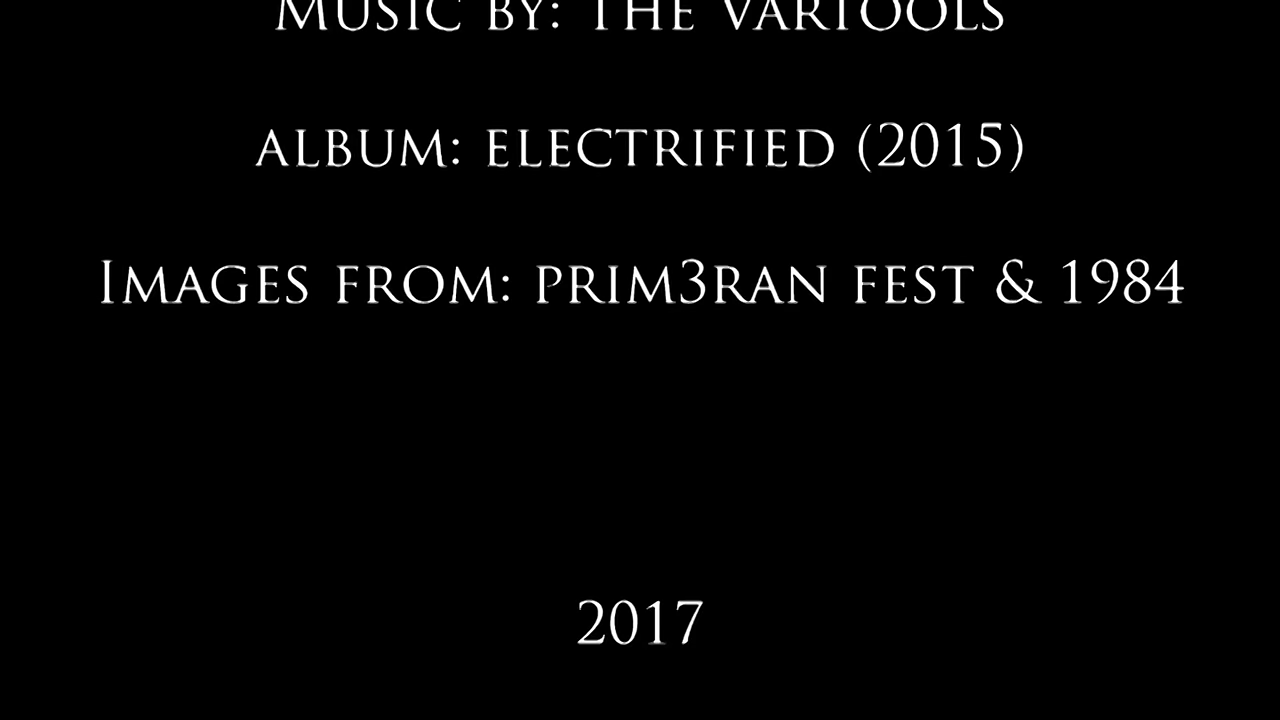 Music by: The Vartools
album: electrified (2015)
Images from: prim3ran fest & 1984
2017